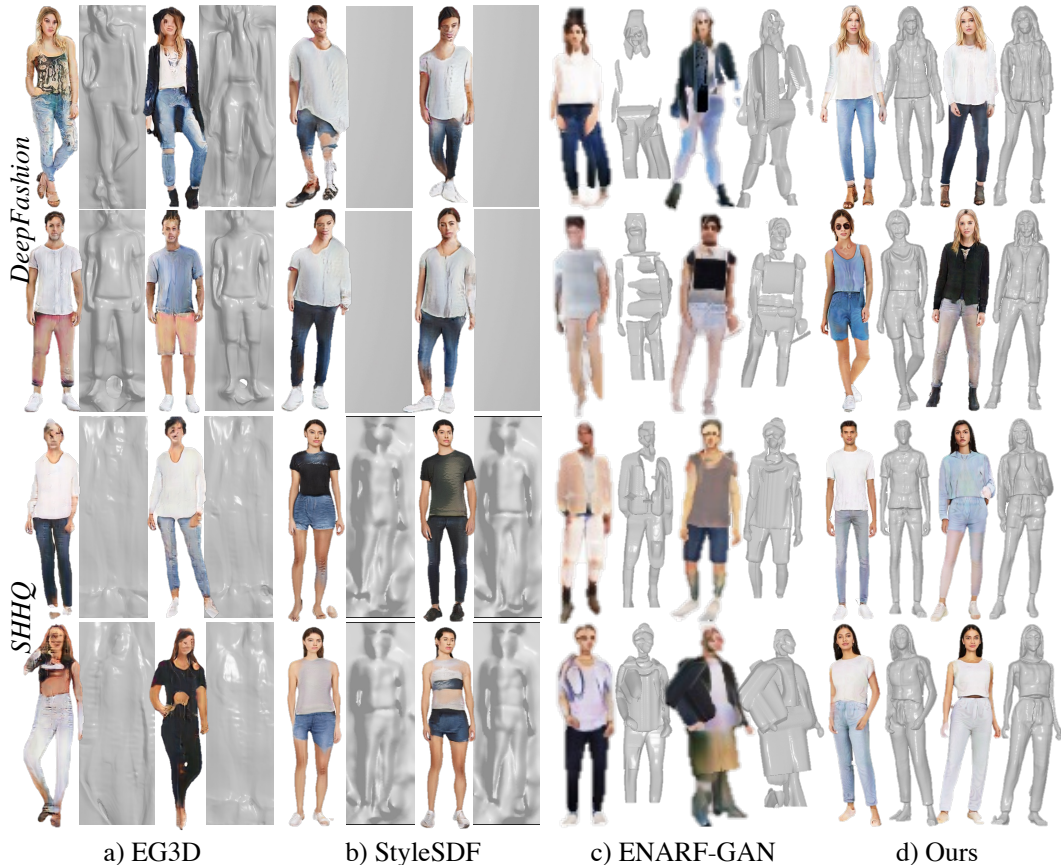 DeepFashion
SHHQ
a) EG3D
b) StyleSDF
c) ENARF-GAN
d) Ours